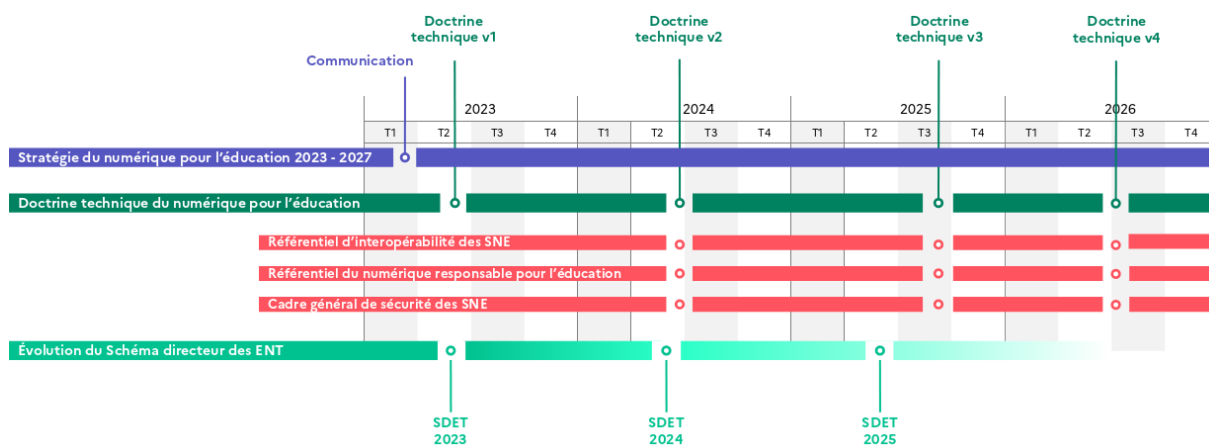 Doctrine
technique v1
Doctrine
technique v2
Doctrine
technique v3
Doctrine
technique v4
Communication
2023
2024
2025
2026
T1 T2 T3 T4 T1 T2 T3 T4 T1 T2 T3 T4 T1 T2 T3 T4
Stratégie du numérique pour l’éducation 2023 - 2027
Doctrine technique du numérique pour l’éducation
Référentiel d’interopérabilité des SNE
Référentiel du numérique responsable pour l’éducation
Cadre général de sécurité des SNE
Évolution du Schéma directeur des ENT
SDET
2023
SDET
2024
SDET
2025